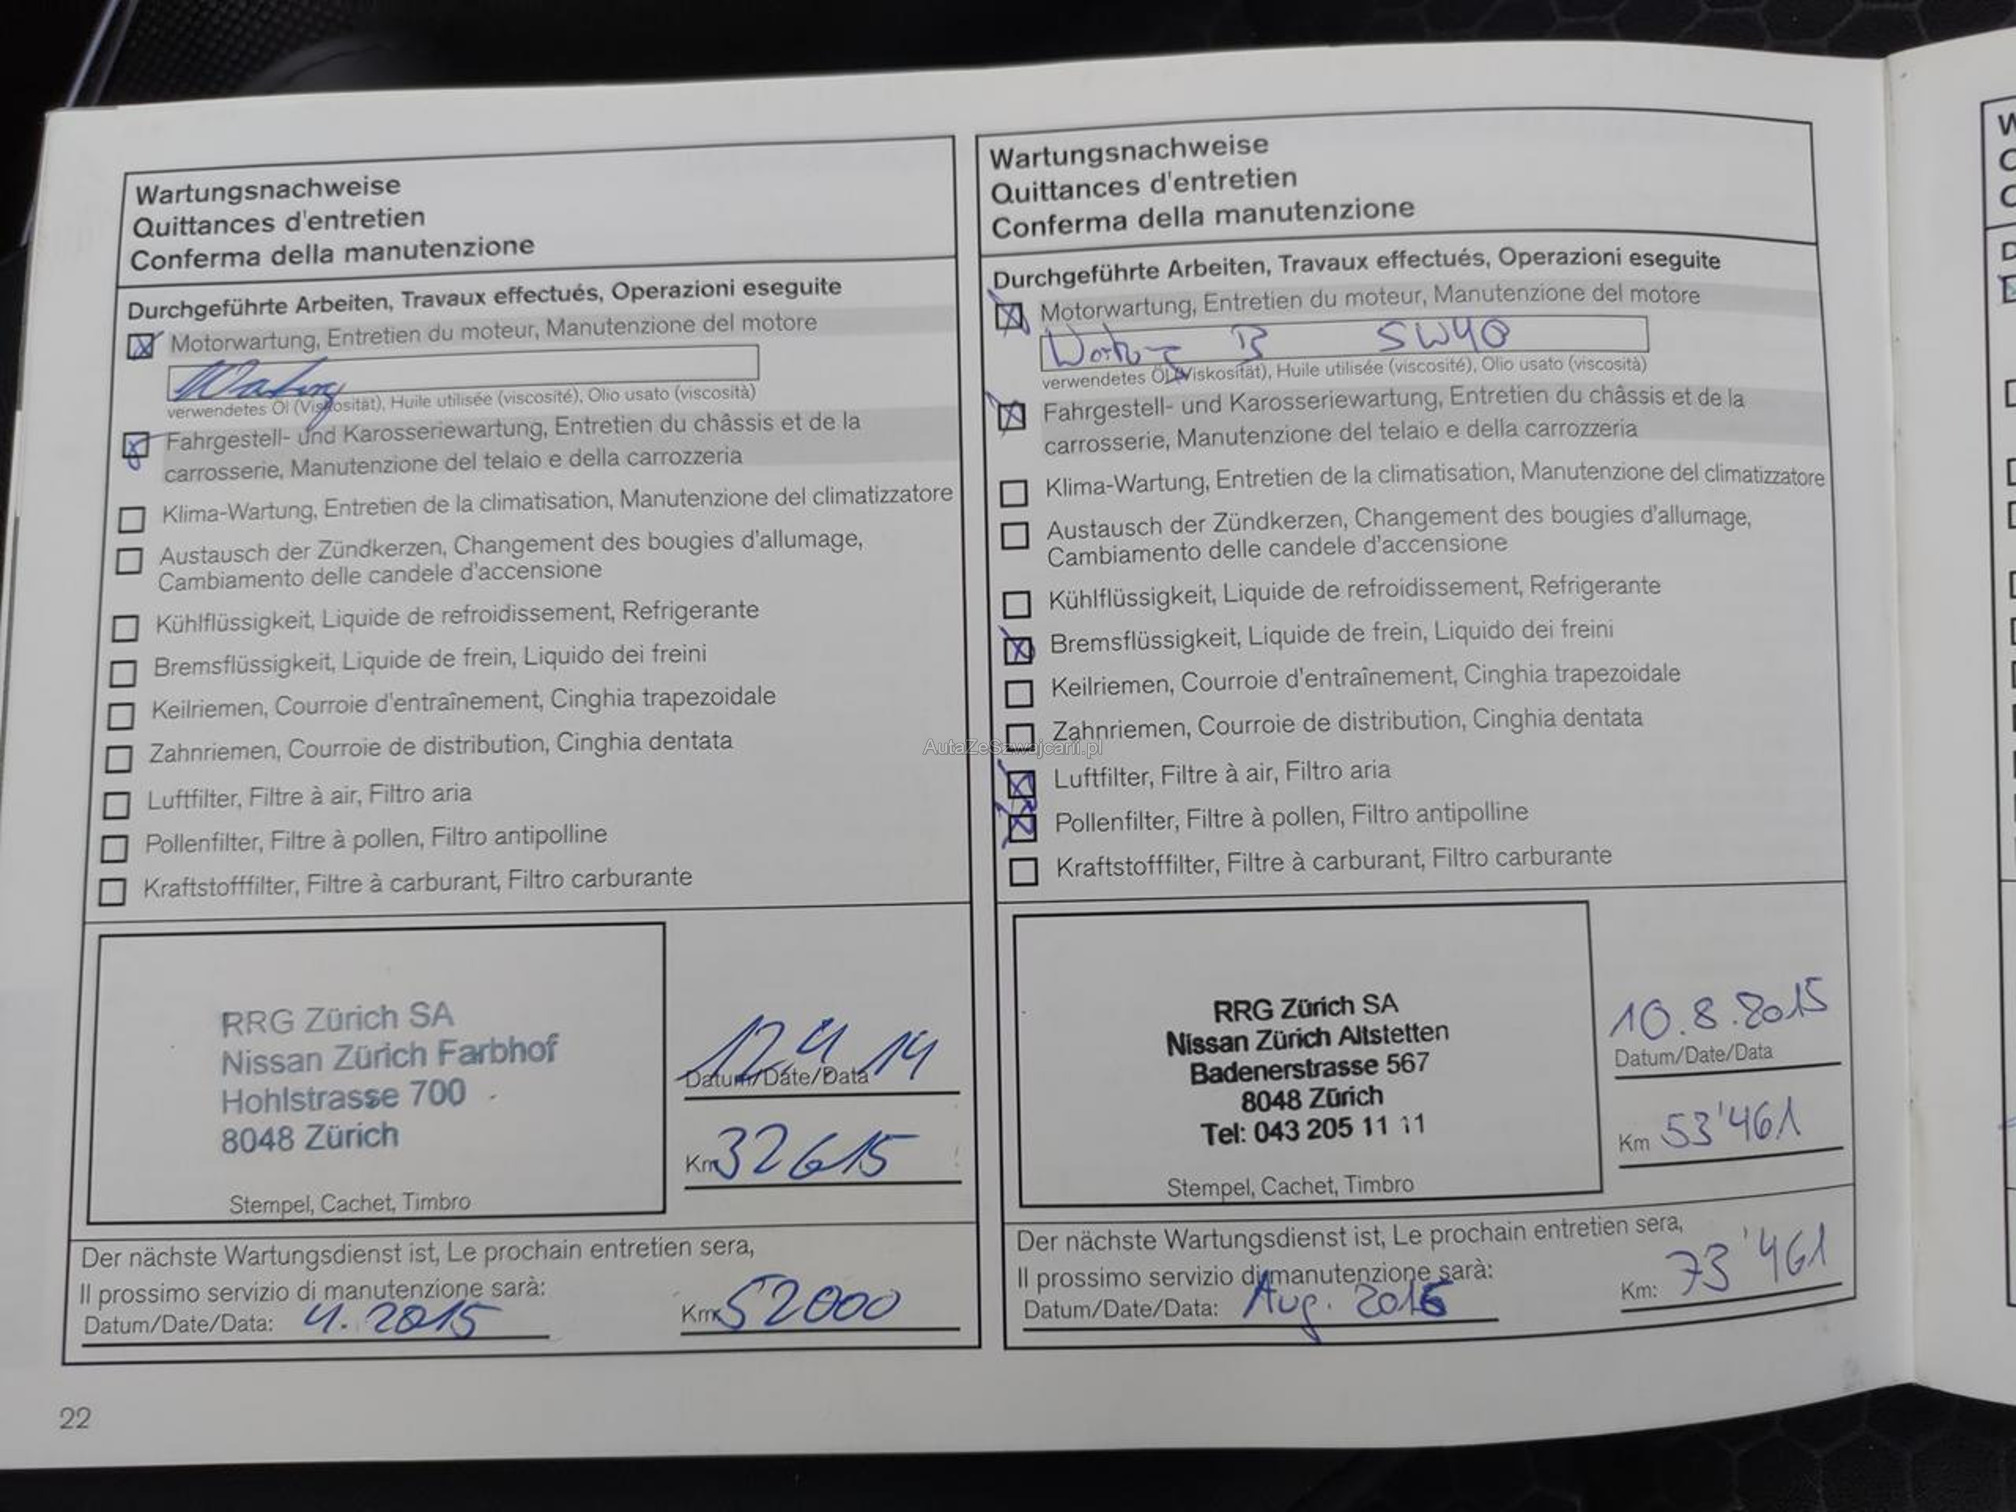 Wartungsnachweise
Quittances d'entretien
Conferma della manutenzione
Durchgeführte Arbeiten, Travaux effectués, Operazioni eseguite
Motorwartung, Entretien du moteur, Manutenzione del motore
verwendetes Öl (Viskosität), Huile utilisée (viscosité), Olio usato (viscosità)
Fahrgestell- und Karosseriewartung, Entretien du châssis et de la
carrosserie, Manutenzione del telaio e della carrozzeria
Klima-Wartung, Entretien de la climatisation, Manutenzione del climatizzatore
Austausch der Zündkerzen, Changement des bougies d'allumage,
Cambiamento delle candele d'accensione
Kühlflüssigkeit, Liquide de refroidissement, Refrigerante
Bremsflüssigkeit, Liquide de frein, Liquido dei freini
Keilriemen, Courroie d'entraînement, Cinghia trapezoidale
Zahnriemen, Courroie de distribution, Cinghia dentata
Luftfilter, Filtre à air, Filtro aria
Pollenfilter, Filtre à pollen, Filtro antipolline
Kraftstofffilter, Filtre à carburant, Filtro carburante
RRG Zürich SA
Nissan Zürich Farbhof
Hohlstrasse 700
8048 Zürich
Stempel, Cachet, Timbro
12.4.14
Datum/Date/Data
Km 32615
Der nächste Wartungsdienst ist, Le prochain entretien sera,
Il prossimo servizio di manutenzione sarà:
Datum/Date/Data: 4.2015 Km: 52000
22
Wartungsnachweise
Quittances d'entretien
Conferma della manutenzione
Durchgeführte Arbeiten, Travaux effectués, Operazioni eseguite
Motorwartung, Entretien du moteur, Manutenzione del motore
Wartung B 5W40
verwendetes Öl (Viskosität), Huile utilisée (viscosité), Olio usato (viscosità)
Fahrgestell- und Karosseriewartung, Entretien du châssis et de la
carrosserie, Manutenzione del telaio e della carrozzeria
Klima-Wartung, Entretien de la climatisation, Manutenzione del climatizzatore
Austausch der Zündkerzen, Changement des bougies d'allumage,
Cambiamento delle candele d'accensione
Kühlflüssigkeit, Liquide de refroidissement, Refrigerante
Bremsflüssigkeit, Liquide de frein, Liquido dei freini
Keilriemen, Courroie d'entraînement, Cinghia trapezoidale
Zahnriemen, Courroie de distribution, Cinghia dentata
Luftfilter, Filtre à air, Filtro aria
Pollenfilter, Filtre à pollen, Filtro antipolline
Kraftstofffilter, Filtre à carburant, Filtro carburante
RRG Zürich SA
Nissan Zürich Altstetten
Badenerstrasse 567
8048 Zürich
Tel: 043 205 11 11
Stempel, Cachet, Timbro
10.8.2015
Datum/Date/Data
Km 53'461
Der nächste Wartungsdienst ist, Le prochain entretien sera,
Il prossimo servizio di manutenzione sarà:
Datum/Date/Data: Aug. 2016 Km: 73'461
AutaZeSzwajcarii.pl